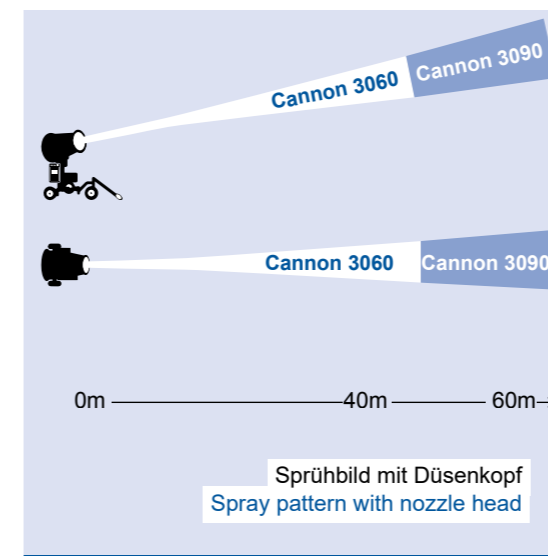 Cannon 3060 Cannon 3090
Cannon 3060 Cannon 3090
0m 40m 60m
Sprühbild mit Düsenkopf
Spray pattern with nozzle head